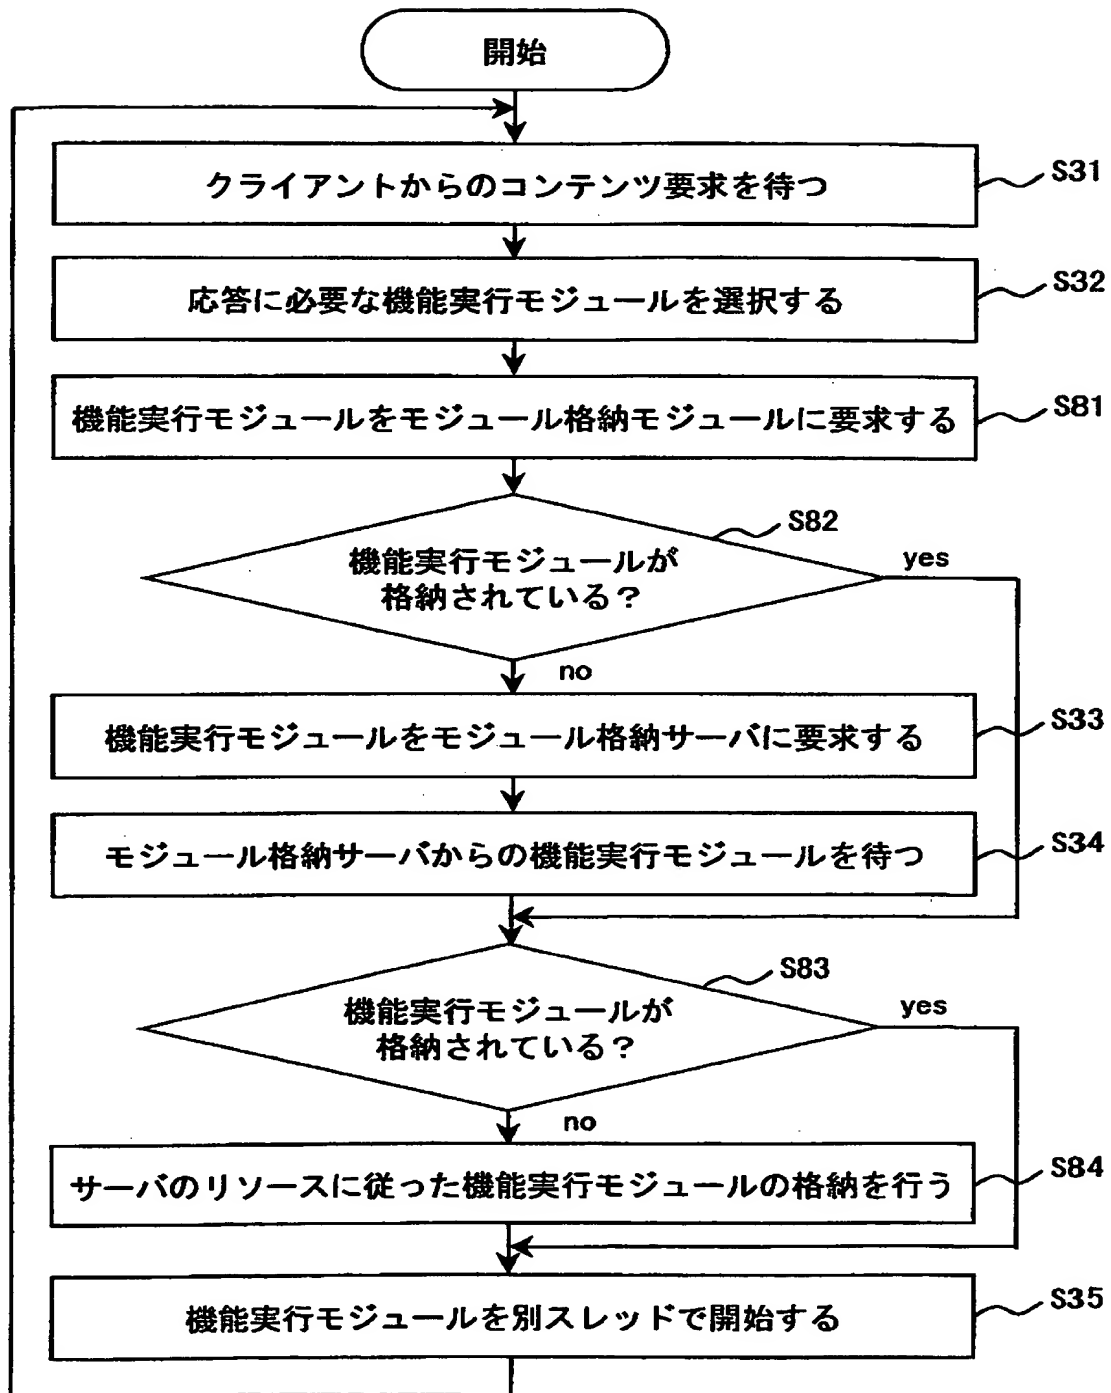 開始
クライアントからのコンテンツ要求を待つ
S31
応答に必要な機能実行モジュールを選択する
S32
機能実行モジュールをモジュール格納モジュールに要求する
S81
S82
機能実行モジュールが
格納されている？
yes
no
機能実行モジュールをモジュール格納サーバに要求する
S33
モジュール格納サーバからの機能実行モジュールを待つ
S34
S83
機能実行モジュールが
格納されている？
yes
no
サーバのリソースに従った機能実行モジュールの格納を行う
S84
機能実行モジュールを別スレッドで開始する
S35